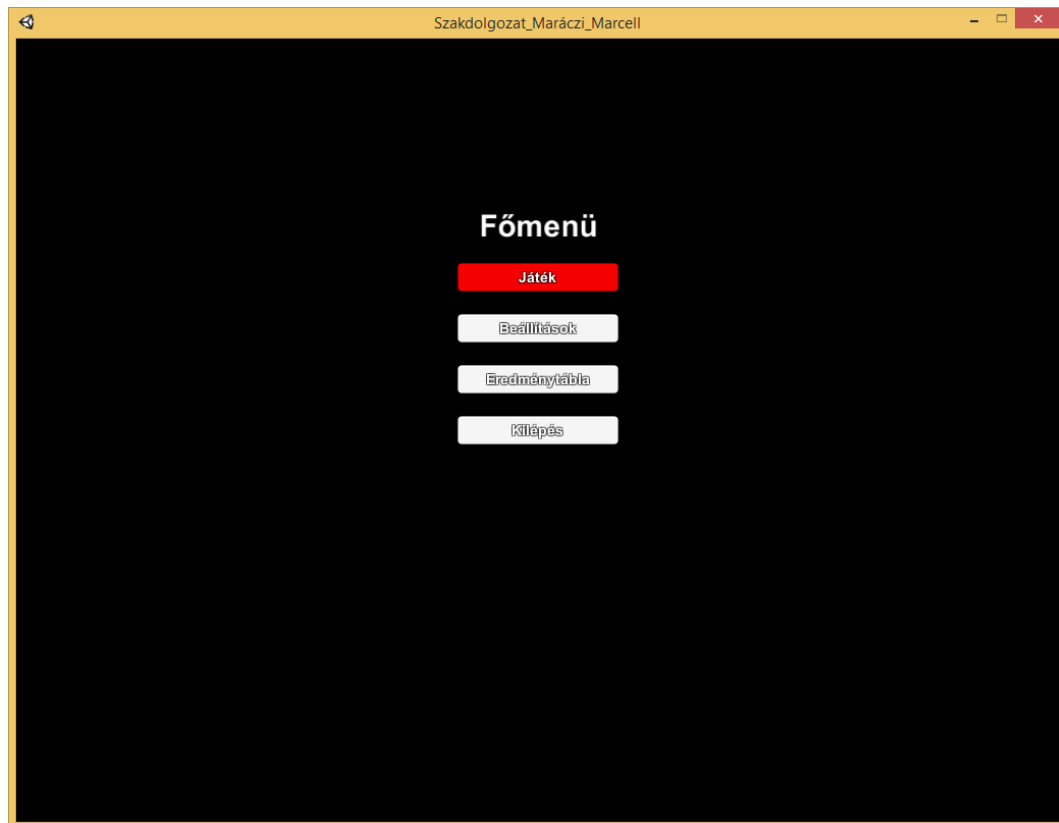 Szakdolgozat_Maráczi_Marcell
Főmenü
Játék
Beállítások
Eredménytábla
Kilépés